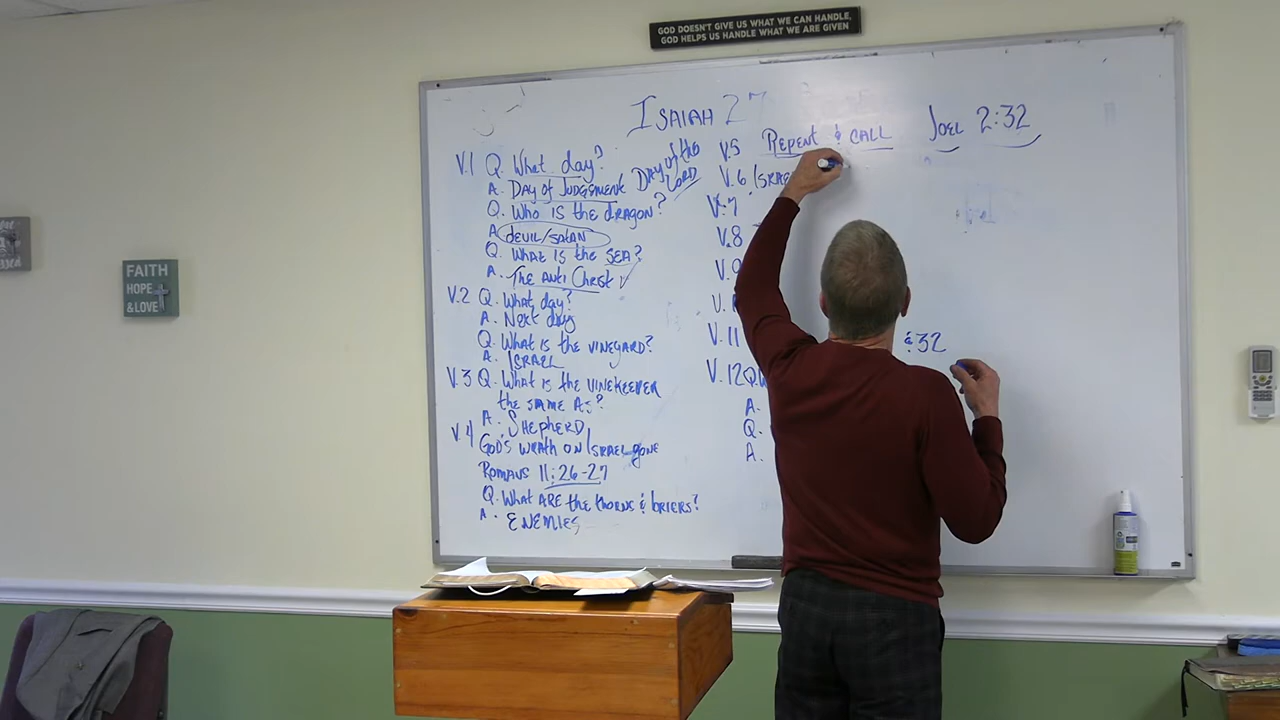 GOD DOESN'T GIVE US WHAT WE CAN HANDLE,
GOD HELPS US HANDLE WHAT WE ARE GIVEN
FAITH
HOPE
& LOVE
ISAIAH 27
V.1 Q. What day?
A. DAY OF JUDGEMENT DAY of the LORD
Q. WHO IS the dRAGON?
A. dEVIL/SATAN
Q. WHAT IS the SEA?
A. THE ANTI CHRIST
V.2 Q. What day?
A. Next day
Q. WHAT IS the VINEYARD?
A. ISRAEL
V.3 Q. WHAT IS the VINEKEEPER
the SAME AS?
A. SHEPHERD
V.4 GOD'S WRATH ON ISRAEL gone
ROMANS 11:26-27
Q. WHAT ARE the thorns & briers?
A. ENEMIES
V.5 REPENT & CALL JOEL 2:32
V.6 ISRAE
V.7
V.8
V.9
V.
V.11 & 32
V.12 Q.
A.
Q.
A.